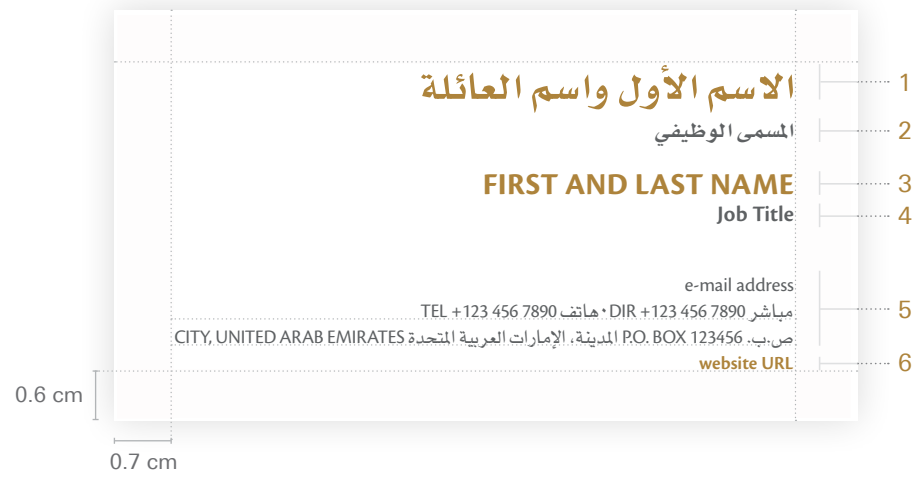 الاسم الأول واسم العائلة
1
المسمى الوظيفي
2
FIRST AND LAST NAME
3
Job Title
4
e-mail address
مباشر DIR +123 456 7890 • هاتف TEL +123 456 7890
5
ص.ب. P.O. BOX 123456 المدينة، الإمارات العربية المتحدة CITY, UNITED ARAB EMIRATES
website URL
6
0.6 cm
0.7 cm